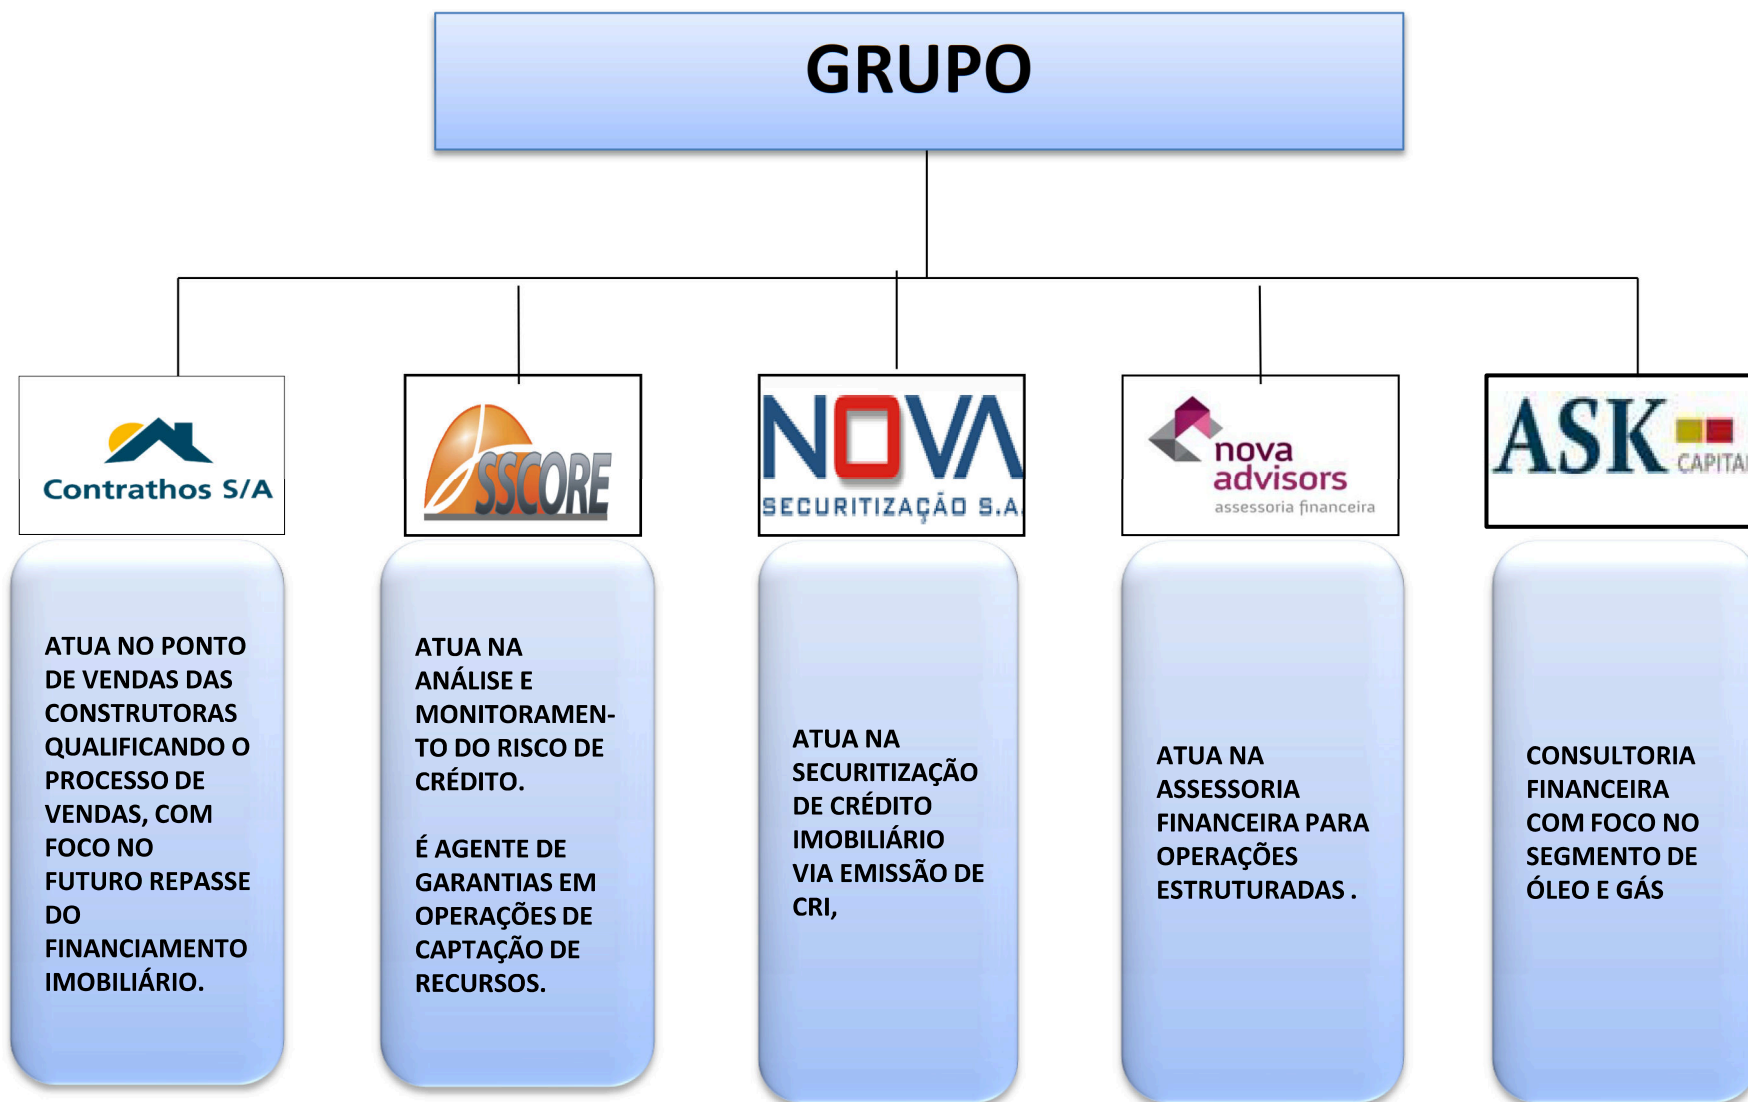 GRUPO
Contrathos S/A
SSCORE
NOVA
SECURITIZAÇÃO S.A.
nova
advisors
assessoria financeira
ASK
CAPITAL
ATUA NO PONTO
DE VENDAS DAS
CONSTRUTORAS
QUALIFICANDO O
PROCESSO DE
VENDAS, COM
FOCO NO
FUTURO REPASSE
DO
FINANCIAMENTO
IMOBILIÁRIO.
ATUA NA
ANÁLISE E
MONITORAMEN-
TO DO RISCO DE
CRÉDITO.
É AGENTE DE
GARANTIAS EM
OPERAÇÕES DE
CAPTAÇÃO DE
RECURSOS.
ATUA NA
SECURITIZAÇÃO
DE CRÉDITO
IMOBILIÁRIO
VIA EMISSÃO DE
CRI,
ATUA NA
ASSESSORIA
FINANCEIRA PARA
OPERAÇÕES
ESTRUTURADAS .
CONSULTORIA
FINANCEIRA
COM FOCO NO
SEGMENTO DE
ÓLEO E GÁS